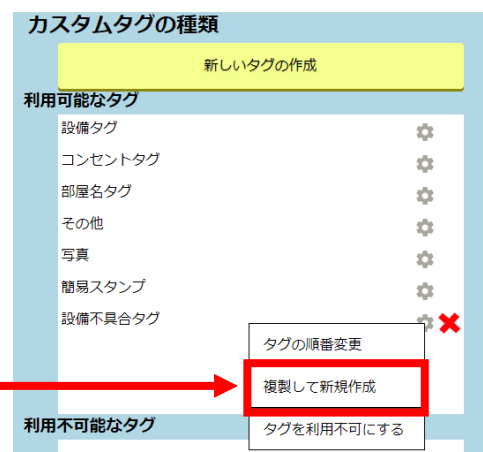 カスタムタグの種類
新しいタグの作成
利用可能なタグ
設備タグ
コンセントタグ
部屋名タグ
その他
写真
簡易スタンプ
設備不具合タグ
タグの順番変更
複製して新規作成
利用不可能なタグ
タグを利用不可にする